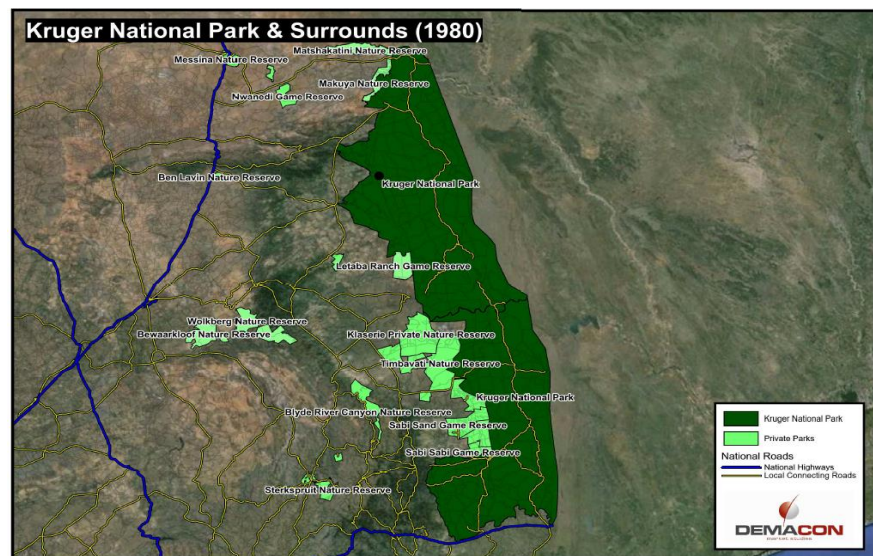 Kruger National Park & Surrounds (1980)
Matshakatini Nature Reserve
Messina Nature Reserve
Makuya Nature Reserve
Nwanedi Game Reserve
Ben Lavin Nature Reserve
Kruger National Park
Letaba Ranch Game Reserve
Wolkberg Nature Reserve
Bewaarkloof Nature Reserve
Klaserie Private Nature Reserve
Timbavati Nature Reserve
Kruger National Park
Blyde River Canyon Nature Reserve
Sabi Sand Game Reserve
Sabi Sabi Game Reserve
Sterkspruit Nature Reserve
Kruger National Park
Private Parks
National Roads
National Highways
Local Connecting Roads
DEMACON
market studies